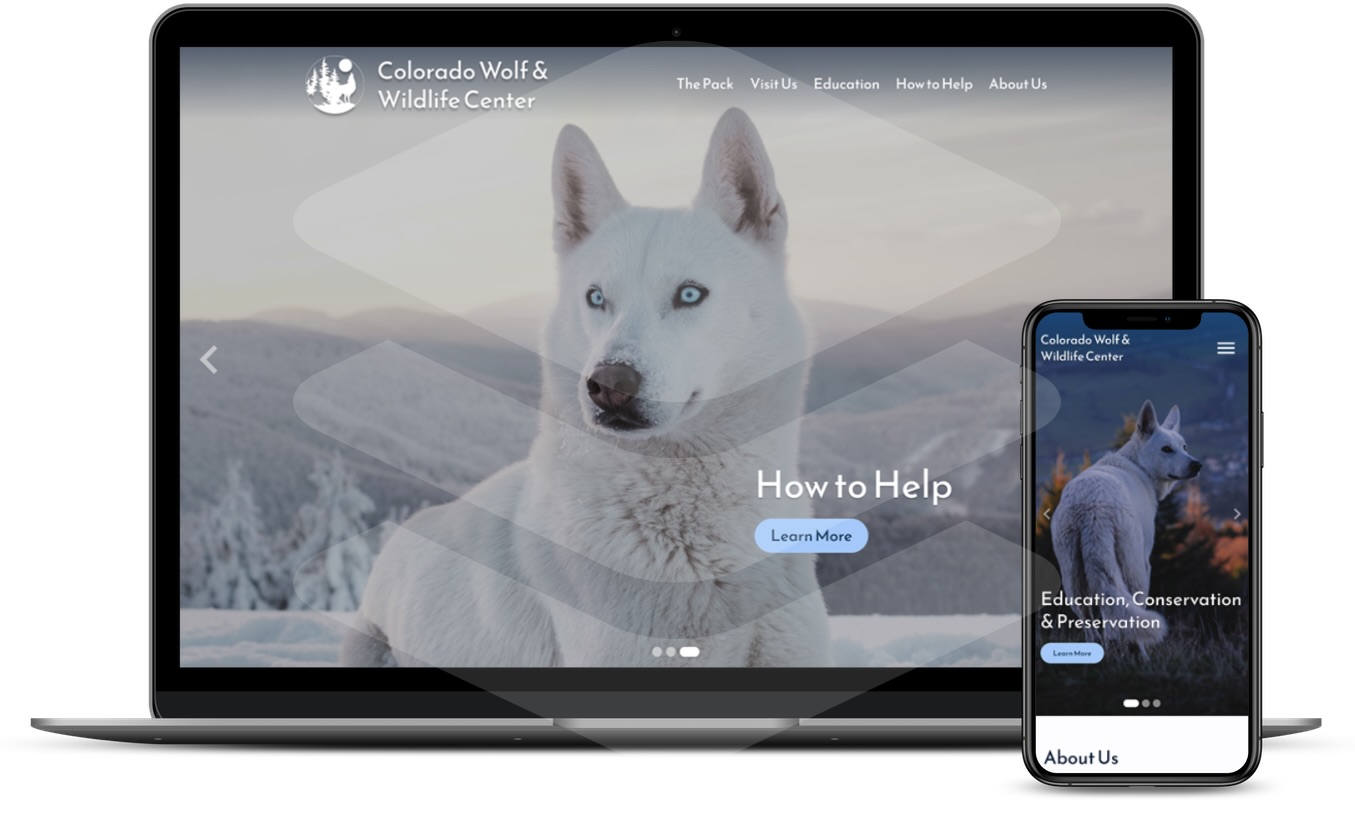 Colorado Wolf &
Wildlife Center
The Pack Visit Us Education How to Help About Us
How to Help
Learn More
Colorado Wolf &
Wildlife Center
Education, Conservation
& Preservation
Learn More
About Us